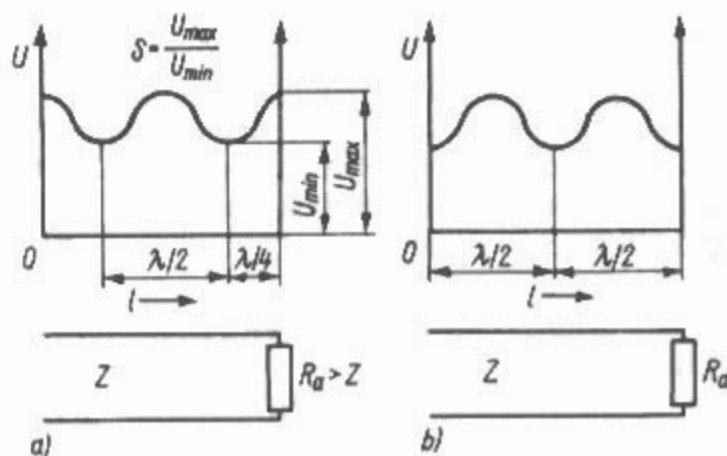 U
S = U_max / U_min
U_min
U_max
0
λ/2
λ/4
l
Z
R_a > Z
a)
U
0
λ/2
λ/2
l
Z
R_a
b)